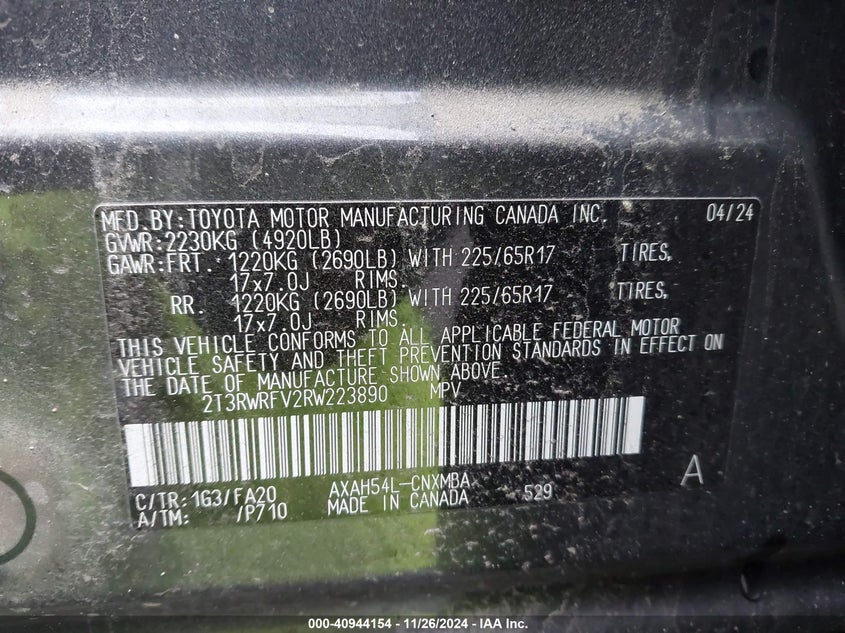 MFD.BY:TOYOTA MOTOR MANUFACTURING CANADA INC. 04/24
GVWR:2230KG (4920LB)
GAWR:FRT. 1220KG (2690LB) WITH 225/65R17 TIRES,
17x7.0J RIMS.
RR. 1220KG (2690LB) WITH 225/65R17 TIRES,
17x7.0J RIMS.
THIS VEHICLE CONFORMS TO ALL APPLICABLE FEDERAL MOTOR
VEHICLE SAFETY AND THEFT PREVENTION STANDARDS IN EFFECT ON
THE DATE OF MANUFACTURE SHOWN ABOVE.
2T3RWRFV2RW223890 MPV
C/TR:1G3/FA20 AXAH54L-CNXMBA 529 A
A/TM: /P710 MADE IN CANADA
000-40944154 - 11/26/2024 - IAA Inc.